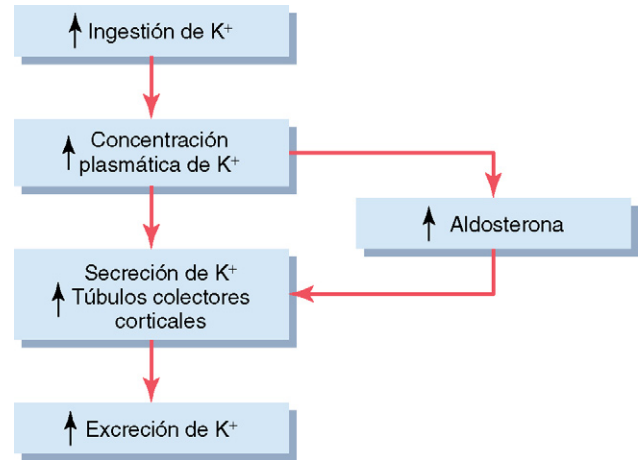 ↑ Ingestión de K⁺
↑ Concentración
plasmática de K⁺
↑ Aldosterona
↑ Secreción de K⁺
Túbulos colectores
corticales
↑ Excreción de K⁺